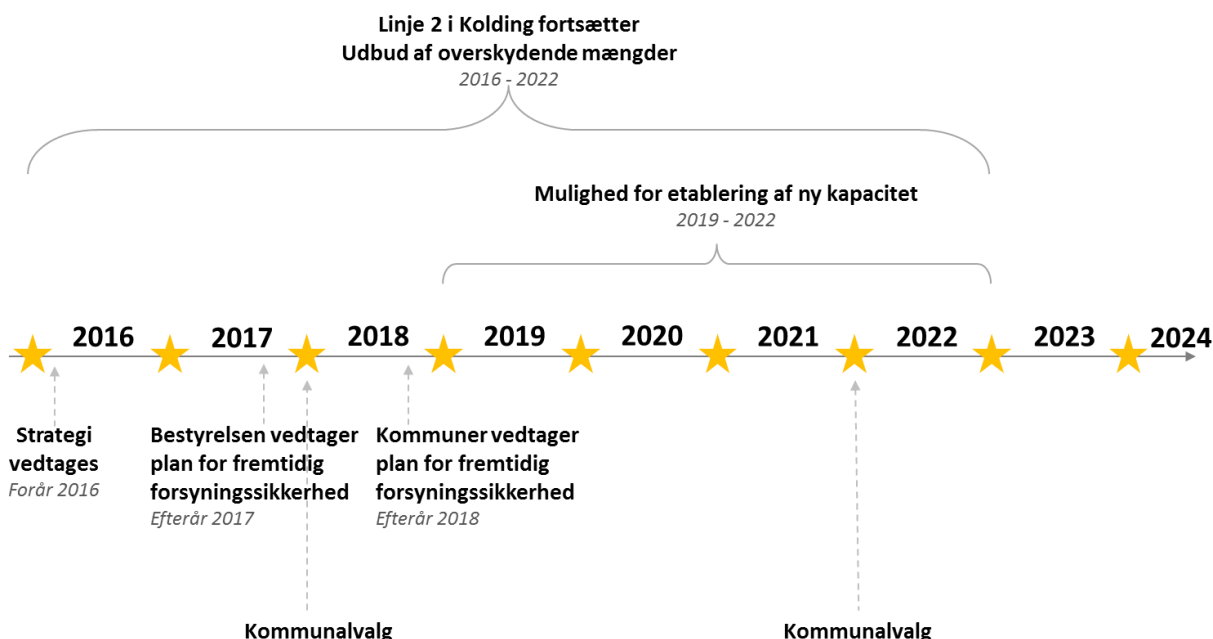 Linje 2 i Kolding fortsætter
Udbud af overskydende mængder
2016 - 2022
Mulighed for etablering af ny kapacitet
2019 - 2022
2016 2017 2018 2019 2020 2021 2022 2023 2024
Strategi
vedtages
Forår 2016
Bestyrelsen vedtager
plan for fremtidig
forsyningssikkerhed
Efterår 2017
Kommuner vedtager
plan for fremtidig
forsyningssikkerhed
Efterår 2018
Kommunalvalg
Kommunalvalg